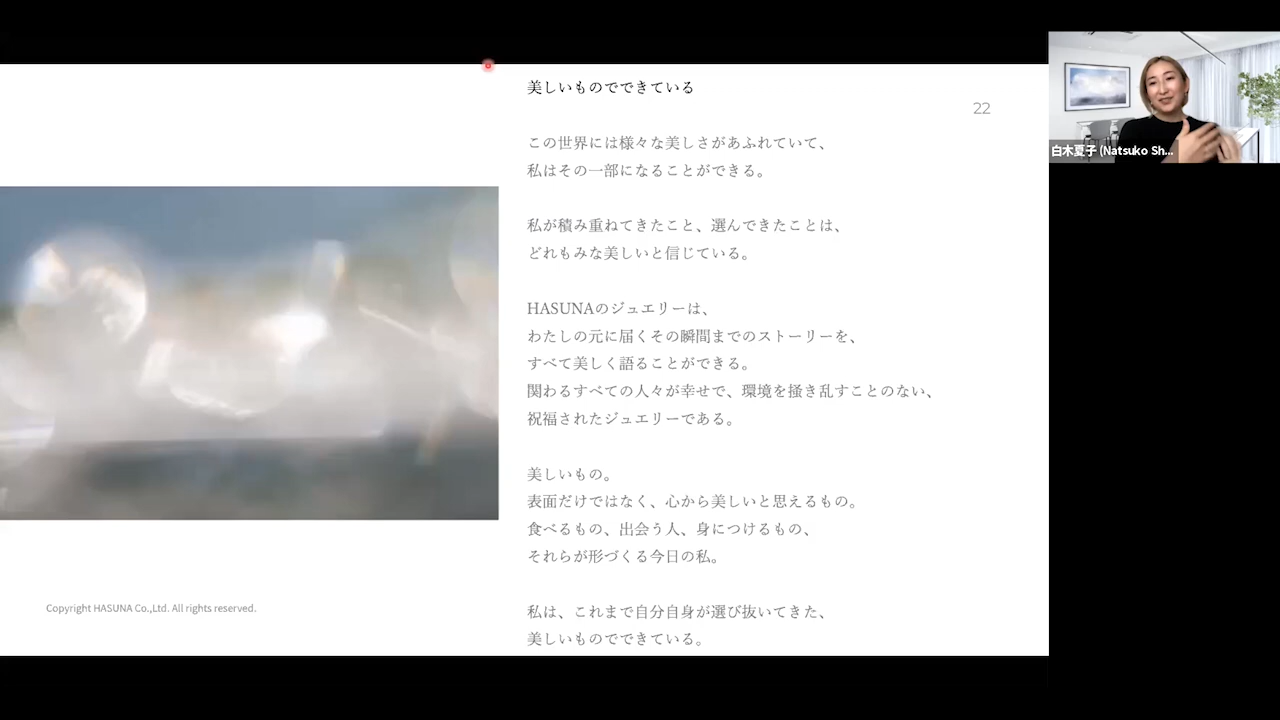 美しいものでできている
22
この世界には様々な美しさがあふれていて、
私はその一部になることができる。
私が積み重ねてきたこと、選んできたことは、
どれもみな美しいと信じている。
HASUNAのジュエリーは、
わたしの元に届くその瞬間までのストーリーを、
すべて美しく語ることができる。
関わるすべての人々が幸せで、環境を掻き乱すことのない、
祝福されたジュエリーである。
美しいもの。
表面だけではなく、心から美しいと思えるもの。
食べるもの、出会う人、身につけるもの、
それらが形づくる今日の私。
私は、これまで自分自身が選び抜いてきた、
美しいものでできている。
Copyright HASUNA Co.,Ltd. All rights reserved.
白木夏子 (Natsuko Sh...